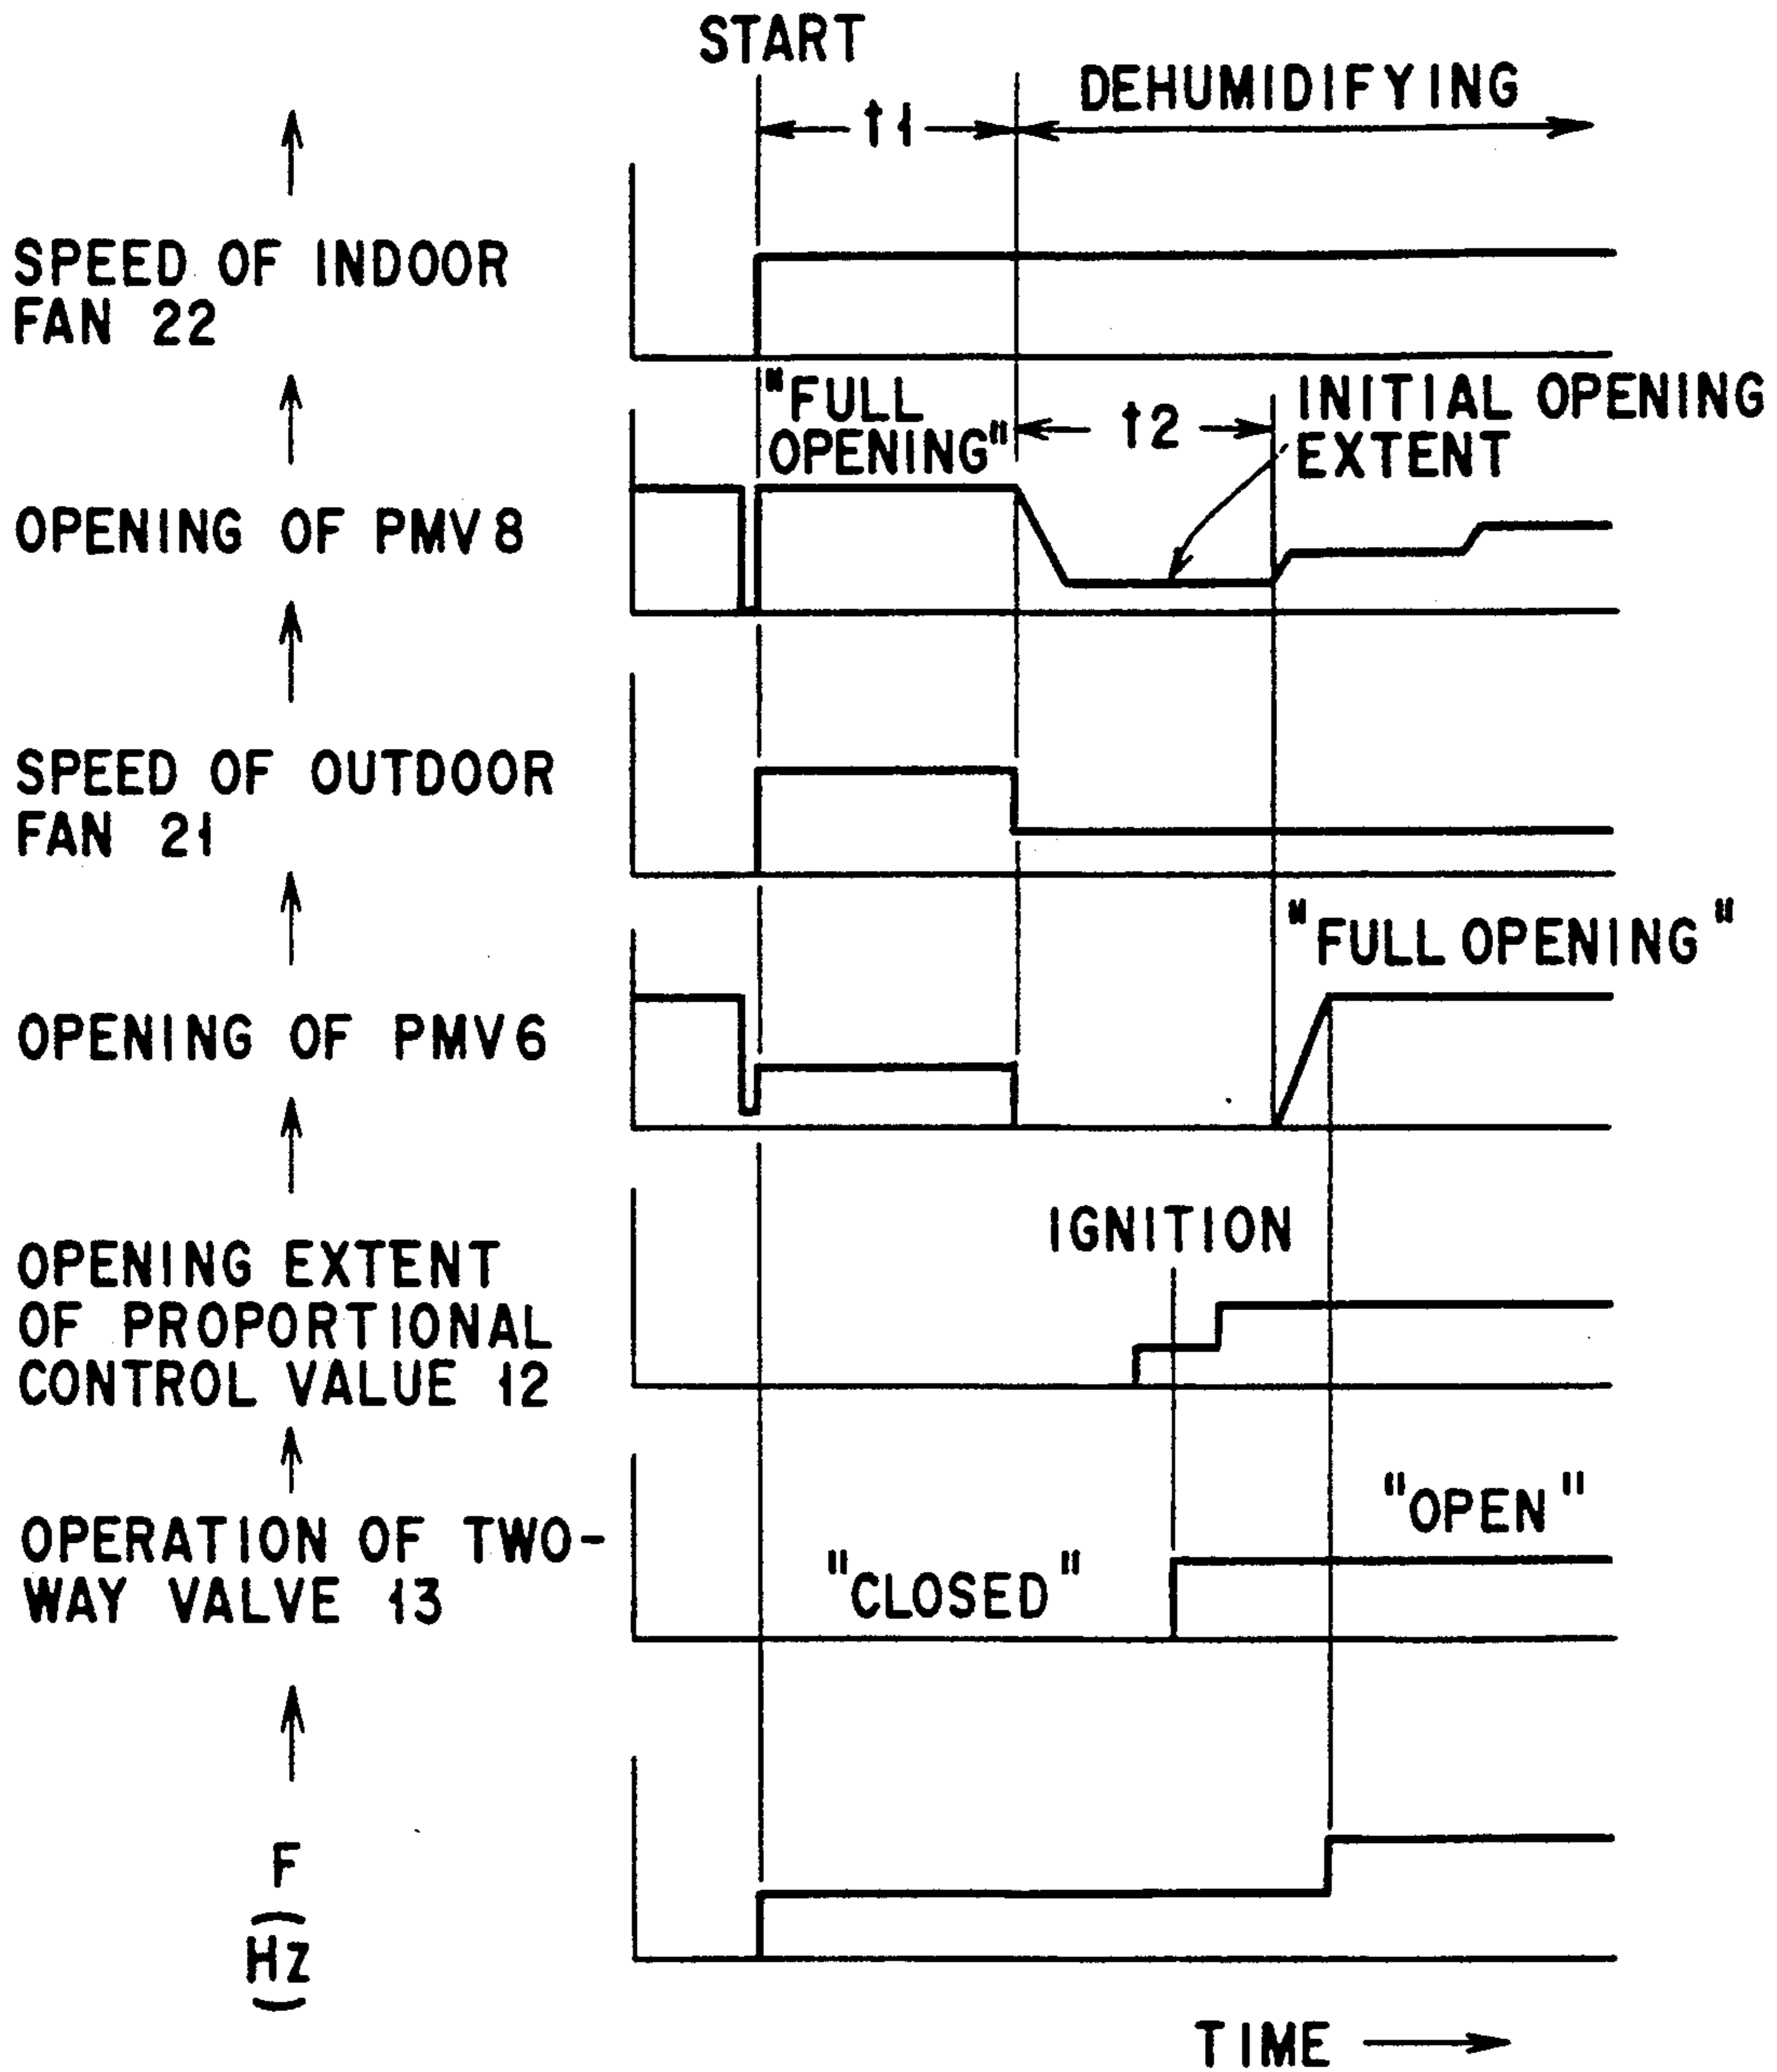 START
t1
DEHUMIDIFYING
SPEED OF INDOOR
FAN 22
"FULL
OPENING"
t2
INITIAL OPENING
EXTENT
OPENING OF PMV8
SPEED OF OUTDOOR
FAN 21
"FULL OPENING"
OPENING OF PMV6
IGNITION
OPENING EXTENT
OF PROPORTIONAL
CONTROL VALUE 12
"OPEN"
OPERATION OF TWO-
WAY VALVE 13
"CLOSED"
F
(Hz)
TIME